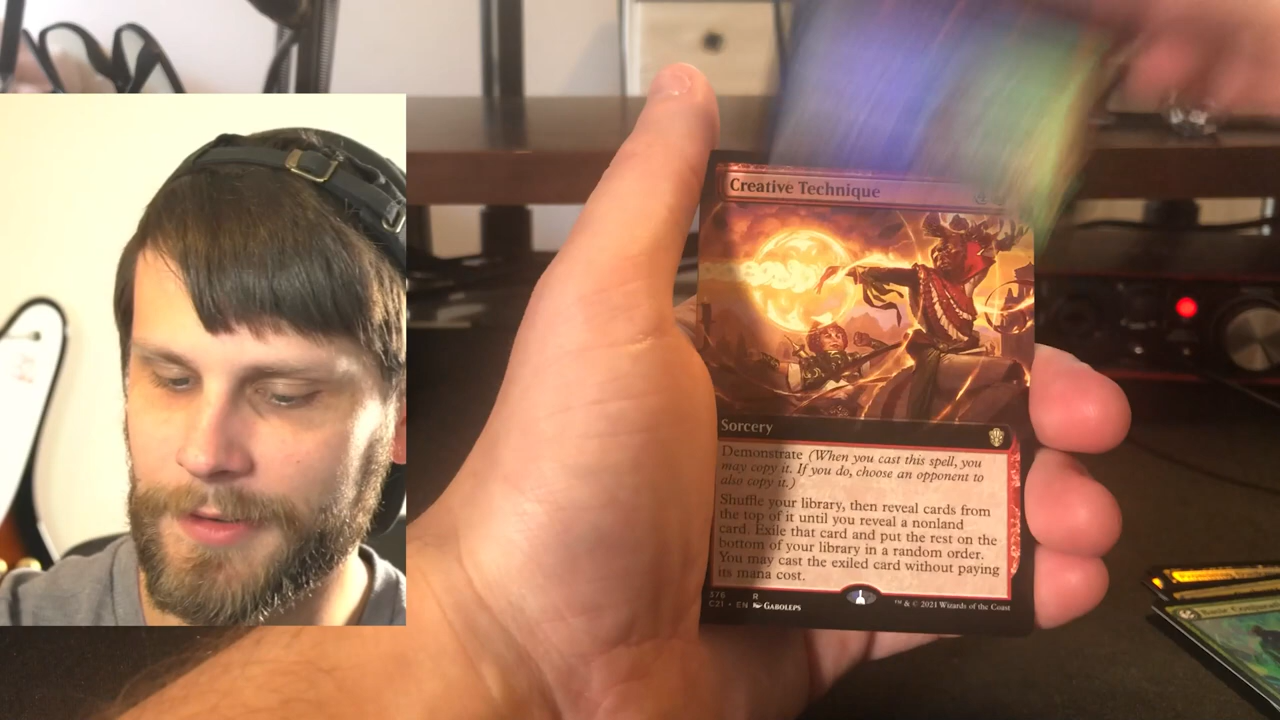 Creative Technique
Sorcery
Demonstrate (When you cast this spell, you
may copy it. If you do, choose an opponent to
also copy it.)
Shuffle your library, then reveal cards from
the top of it until you reveal a nonland
card. Exile that card and put the rest on the
bottom of your library in a random order.
You may cast the exiled card without paying
its mana cost.
R
C21 • EN GABOLEPS
™ & © 2021 Wizards of the Coast